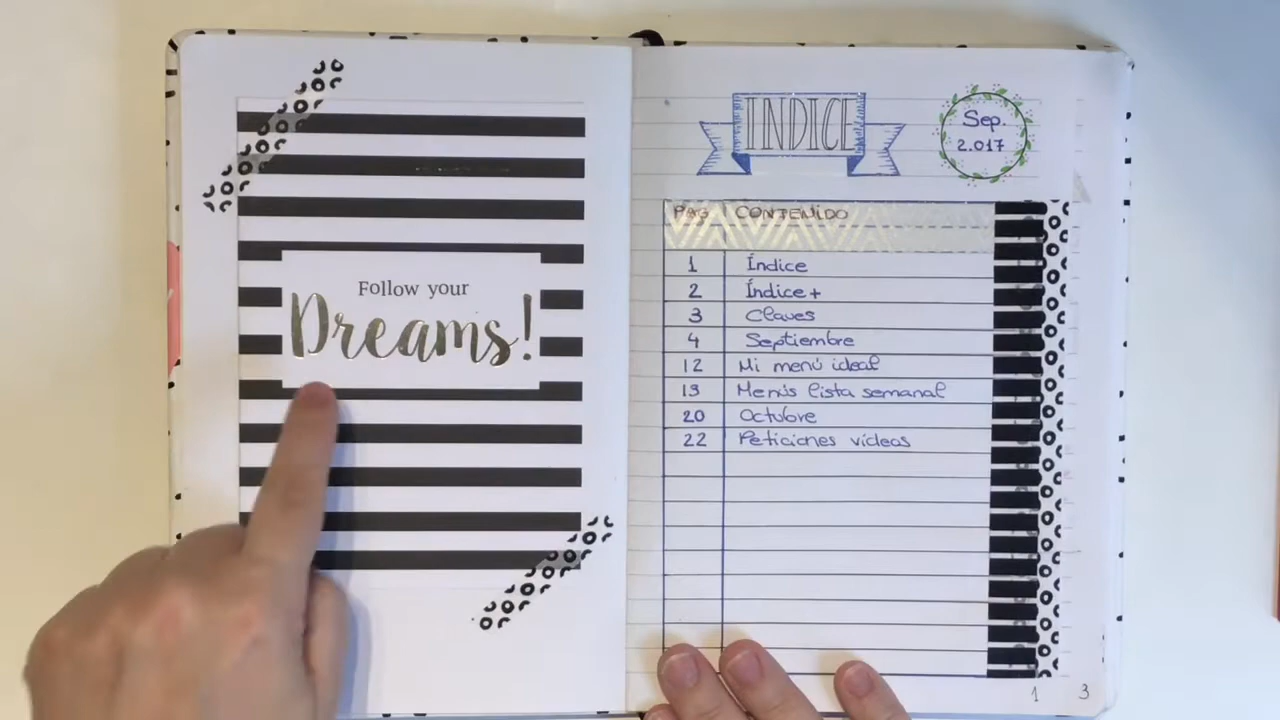 Follow your
Dreams!
INDICE
Sep.
2.017
PAG CONTENIDO
1 Índice
2 Índice+
3 Claves
4 Septiembre
12 Mi menú ideal
13 Menús lista semanal
20 Octubre
22 Peticiones vídeos
1 3